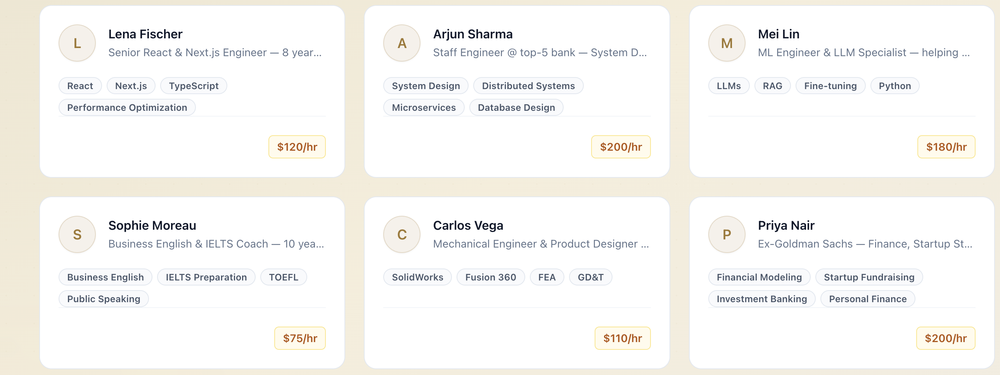 L
Lena Fischer
Senior React & Next.js Engineer — 8 year...
React Next.js TypeScript
Performance Optimization
$120/hr
A
Arjun Sharma
Staff Engineer @ top-5 bank — System D...
System Design Distributed Systems
Microservices Database Design
$200/hr
M
Mei Lin
ML Engineer & LLM Specialist — helping ...
LLMs RAG Fine-tuning Python
$180/hr
S
Sophie Moreau
Business English & IELTS Coach — 10 yea...
Business English IELTS Preparation TOEFL
Public Speaking
$75/hr
C
Carlos Vega
Mechanical Engineer & Product Designer ...
SolidWorks Fusion 360 FEA GD&T
$110/hr
P
Priya Nair
Ex-Goldman Sachs — Finance, Startup St...
Financial Modeling Startup Fundraising
Investment Banking Personal Finance
$200/hr